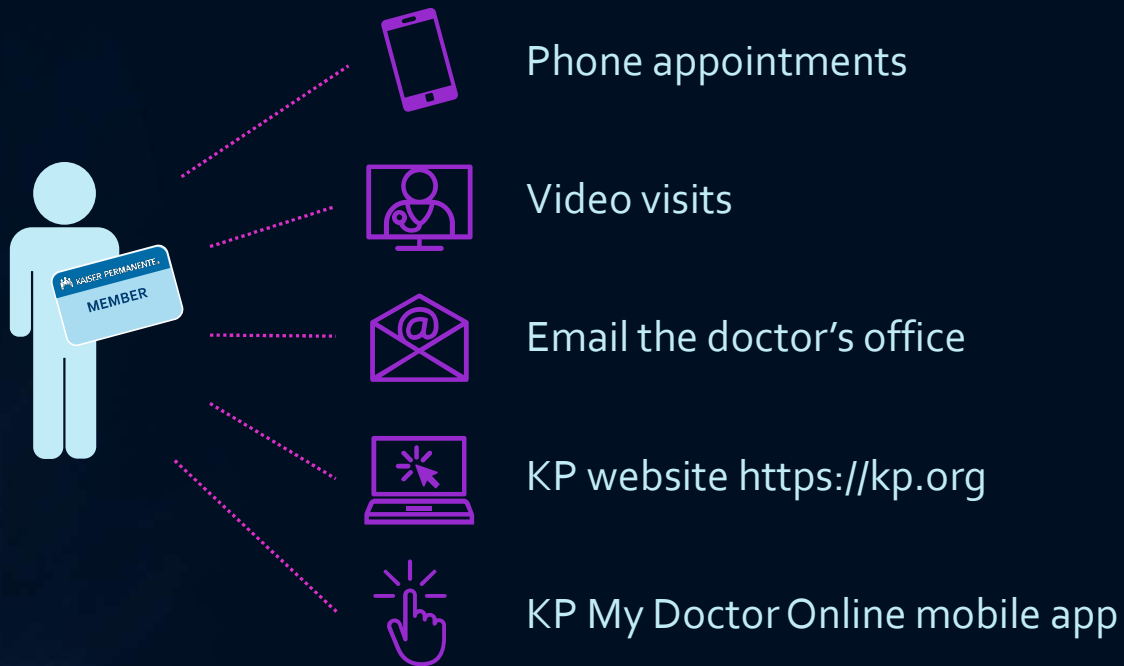 Phone appointments
Video visits
KAISER PERMANENTE®
MEMBER
@
Email the doctor’s office
KP website https://kp.org
KP My Doctor Online mobile app